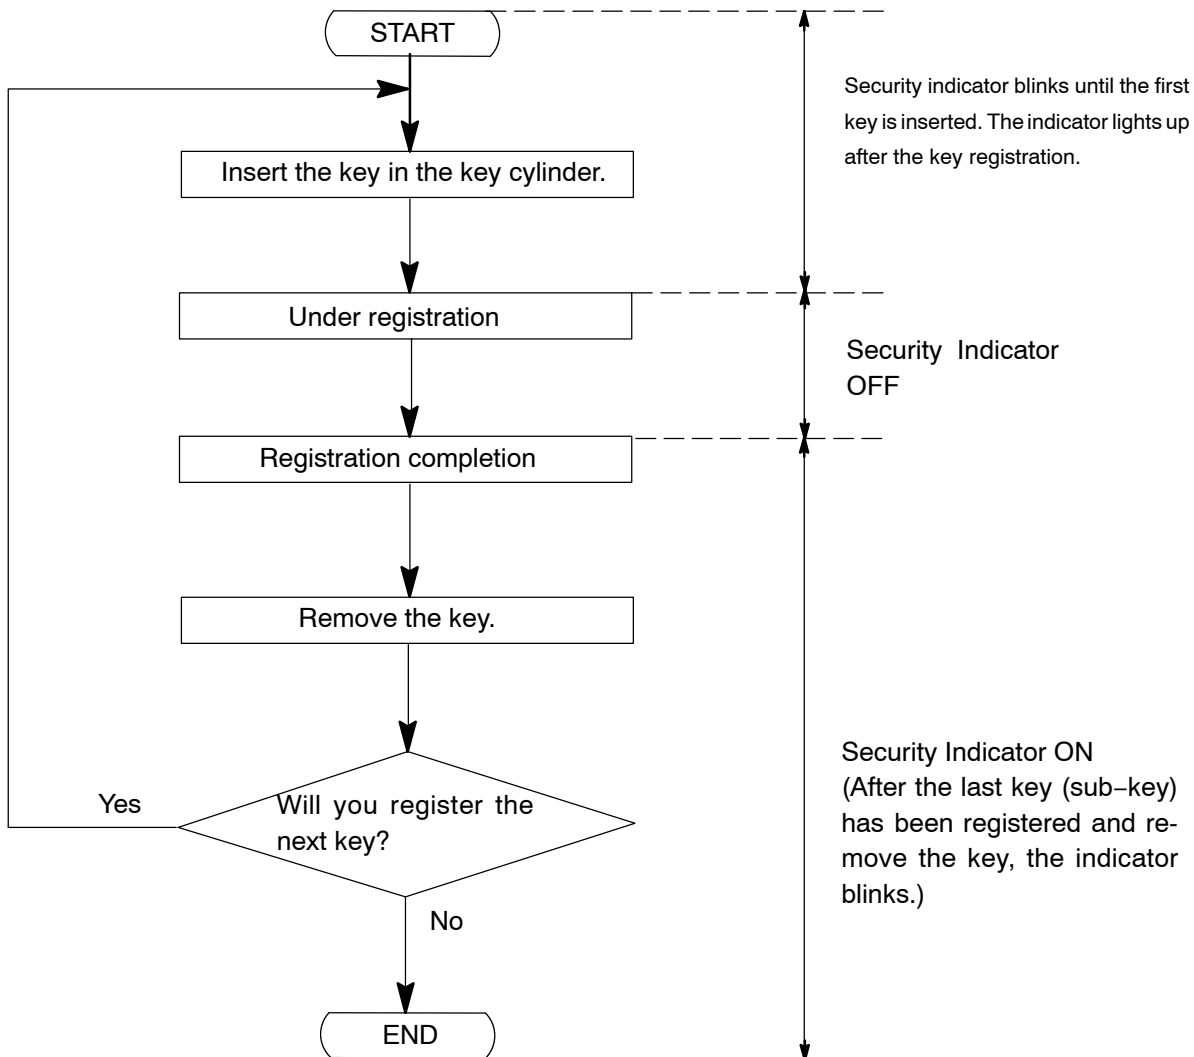 START
Security indicator blinks until the first
key is inserted. The indicator lights up
after the key registration.
Insert the key in the key cylinder.
Under registration
Security Indicator
OFF
Registration completion
Remove the key.
Security Indicator ON
(After the last key (sub−key)
has been registered and re-
move the key, the indicator
blinks.)
Yes
Will you register the
next key?
No
END